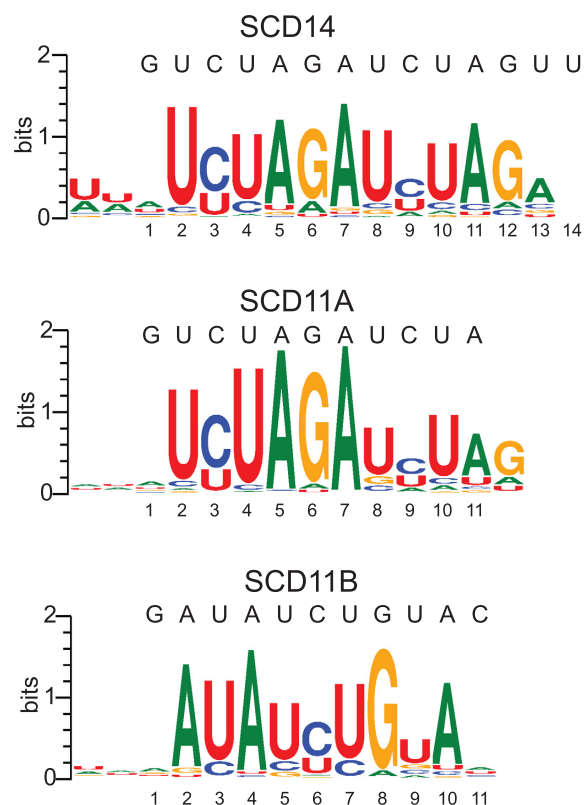 SCD14
2
G U C U A G A U C U A G U U
bits
1
U U A U C U A G A U C U A G A
0
1 2 3 4 5 6 7 8 9 10 11 12 13 14
SCD11A
2
G U C U A G A U C U A
bits
1
U C U A G A U C U A G
0
1 2 3 4 5 6 7 8 9 10 11
SCD11B
2
G A U A U C U G U A C
bits
1
A U A U C U G U A
0
1 2 3 4 5 6 7 8 9 10 11